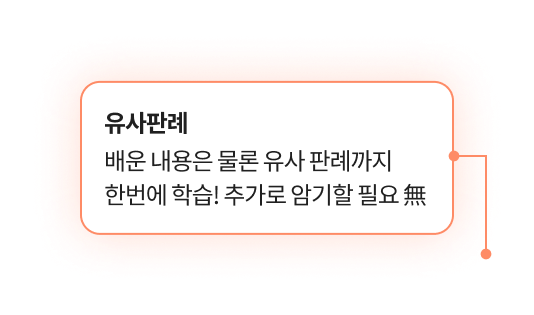 유사판례
배운 내용은 물론 유사 판례까지
한번에 학습! 추가로 암기할 필요 無